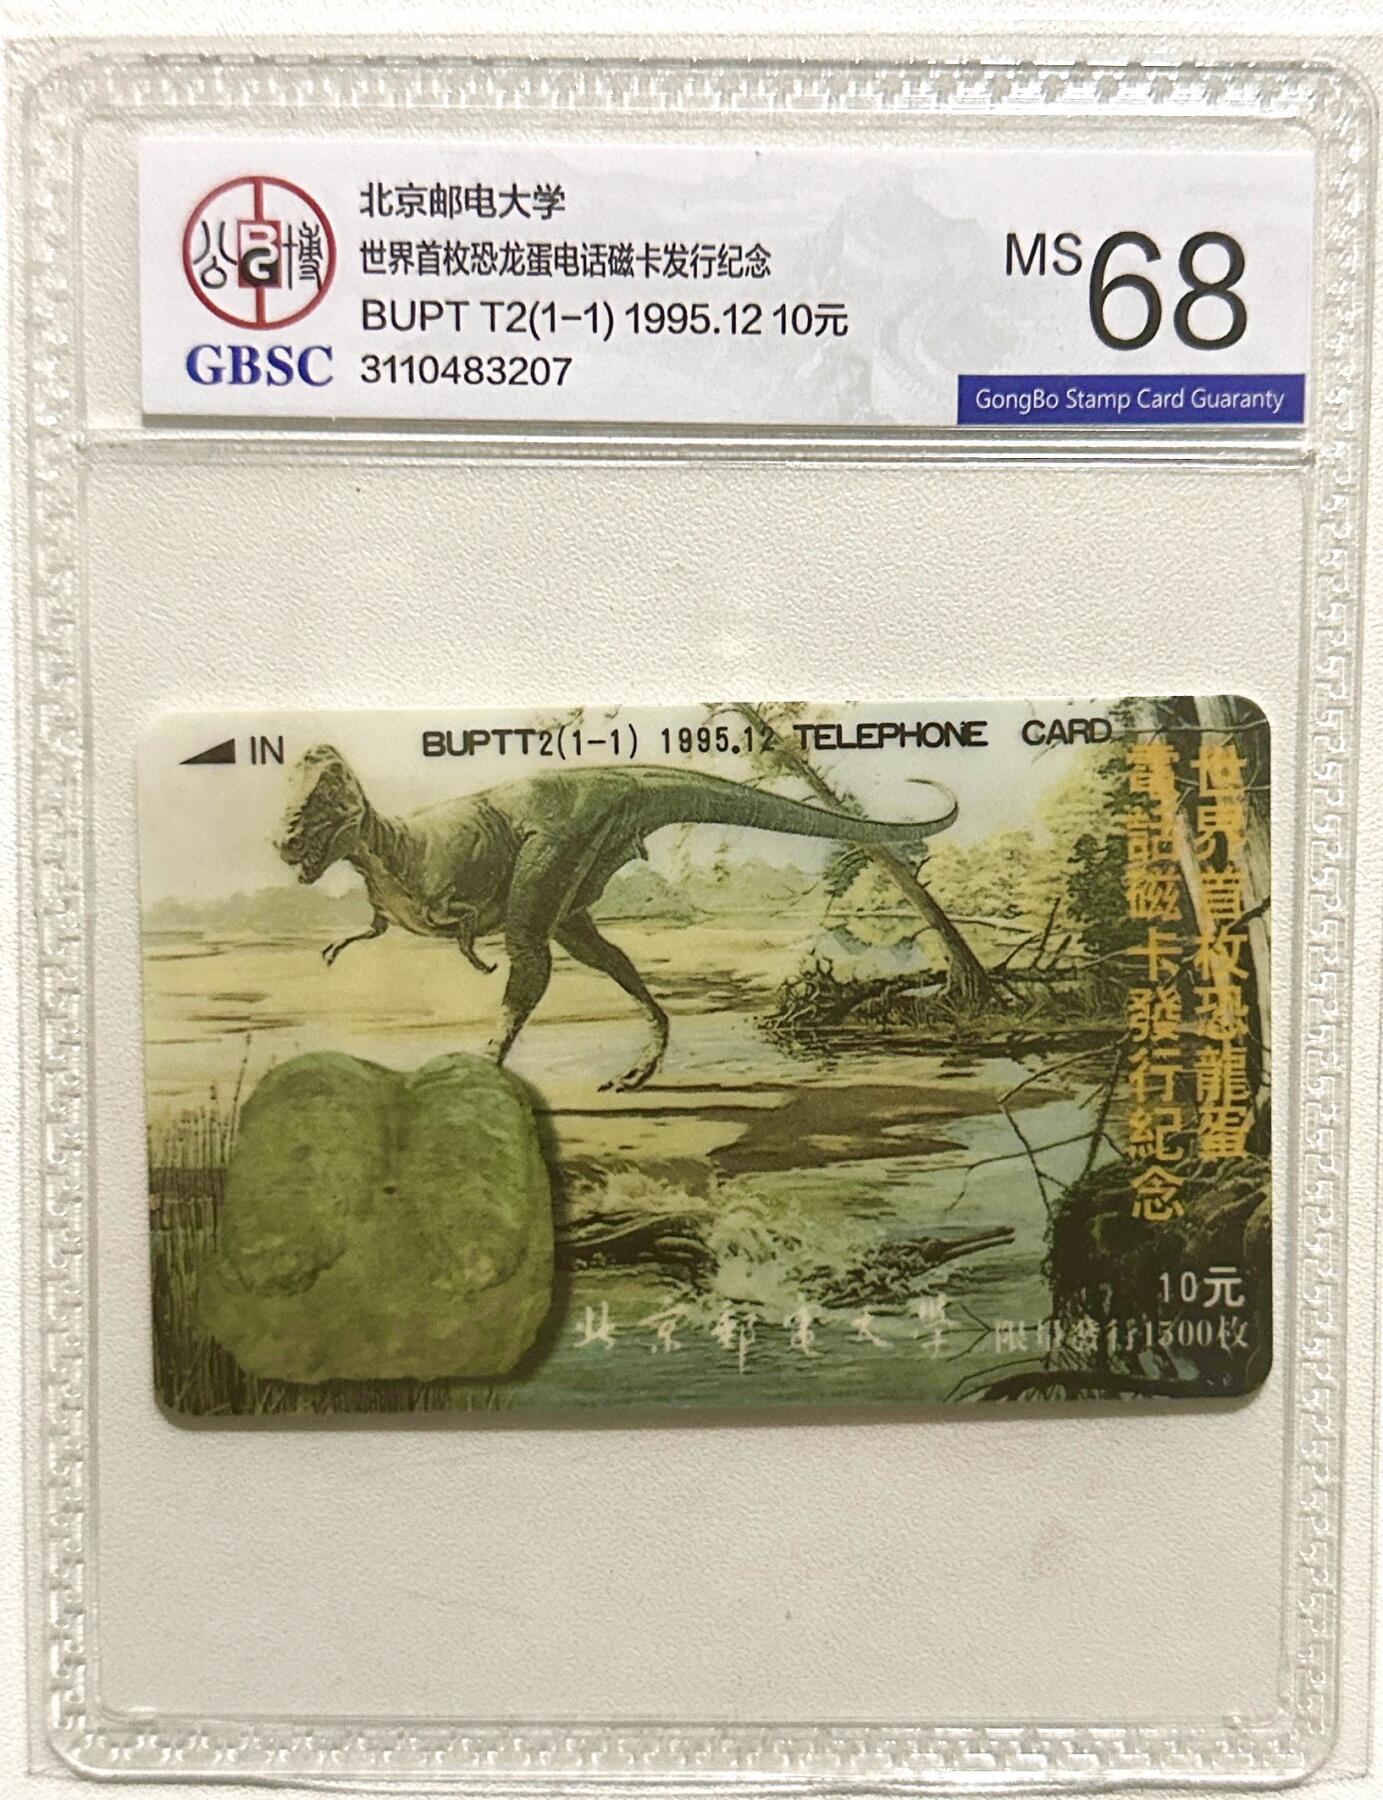 公博
BG
GBSC
北京邮电大学
世界首枚恐龙蛋电话磁卡发行纪念
BUPT T2(1-1) 1995.12 10元
3110483207
MS 68
GongBo Stamp Card Guaranty
IN
BUPTT2(1-1) 1995.12 TELEPHONE CARD
世界首枚恐龍蛋
電話磁卡發行紀念
10元
北京郵電大學
限量發行1500枚